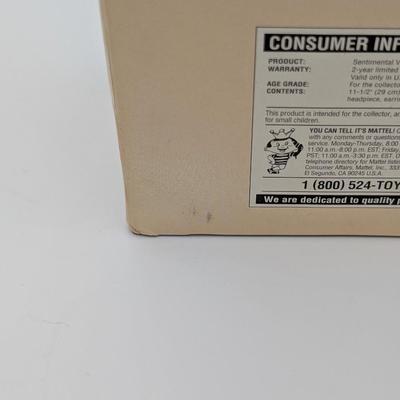 CONSUMER INF
PRODUCT: Sentimental V
WARRANTY: 2-year limited
Valid only in U.
AGE GRADE: For the collector
CONTENTS: 11-1/2" (29 cm)
headpiece, earri
This product is intended for the collector, an
for small children.
YOU CAN TELL IT'S MATTEL!
with any comments or questions
service. Monday-Thursday, 8:00
11:00 a.m.-8:00 p.m. EST; Friday,
PST; 11:00 a.m.-3:30 p.m. EST, O
telephone directory for Mattel listin
Consumer Affairs, Mattel, Inc., 333
El Segundo, CA 90245 U.S.A.
1 (800) 524-TOY
We are dedicated to quality p